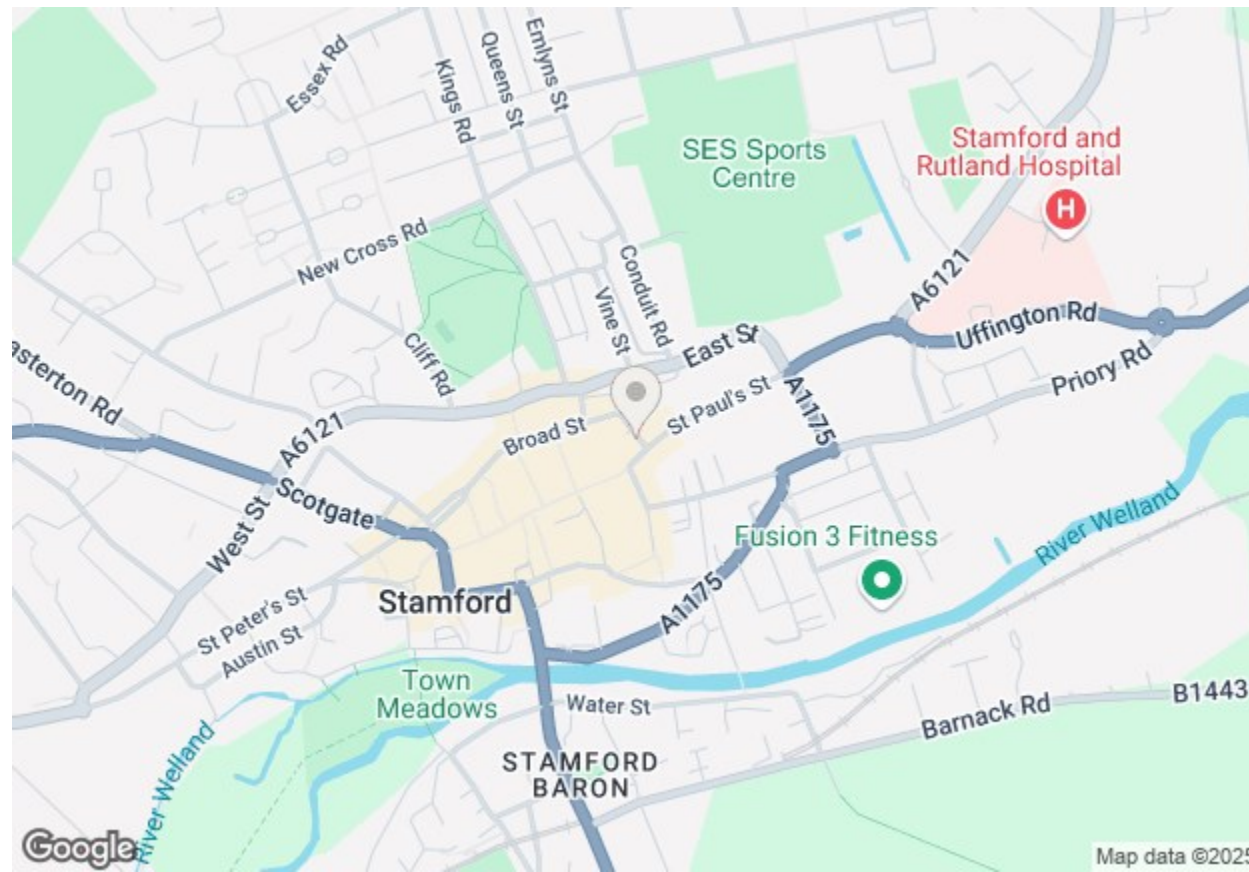 Essex Rd
Kings Rd
Queens St
Emlyns St
SES Sports
Centre
Stamford and
Rutland Hospital
H
New Cross Rd
Conduit Rd
Vine St
A6121
Uffington Rd
East St
Cliff Rd
Priory Rd
asterton Rd
St Paul's St
A1175
Broad St
A6121
Scotgate
West St
Fusion 3 Fitness
River Welland
Stamford
A1175
St Peter's St
Austin St
Town
Meadows
Water St
B1443
Barnack Rd
River Welland
STAMFORD
BARON
Google
Map data ©2025